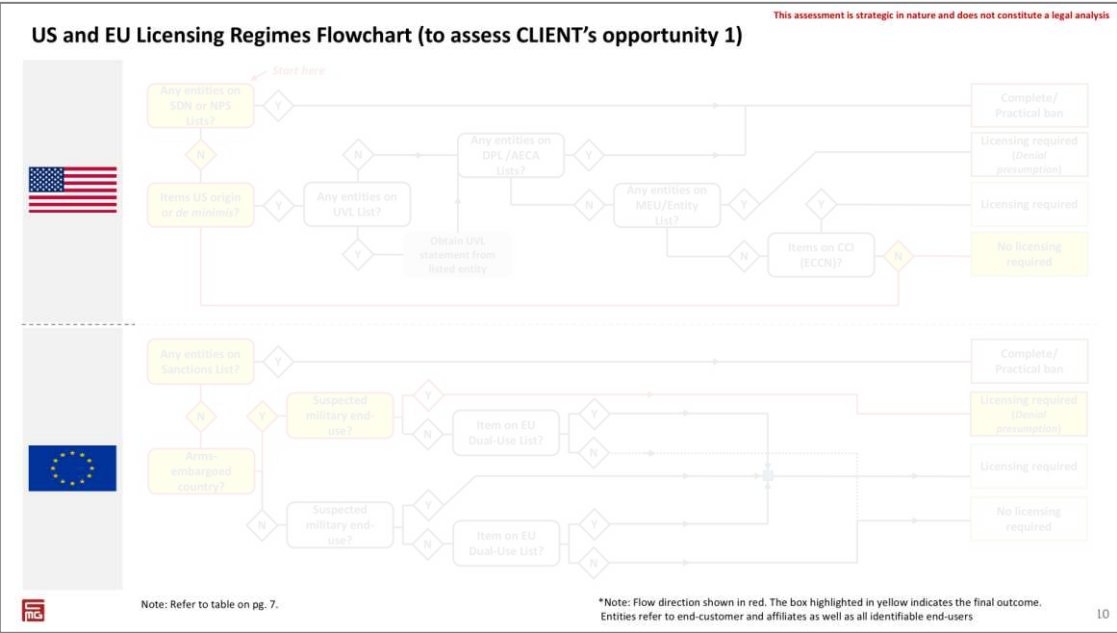 This assessment is strategic in nature and does not constitute a legal analysis
US and EU Licensing Regimes Flowchart (to assess CLIENT's opportunity 1)
Start here
Any entities on
SDN or NPS
Lists?
Y
Complete/
Practical ban
N
N
Any entities on
DPL /AECA
Lists?
Y
Licensing required
(Denial
presumption)
Items US origin
or de minimis?
Y
Any entities on
UVL List?
N
Any entities on
MEU/Entity
List?
Y
Y
Licensing required
Y
Obtain UVL
statement from
listed entity
N
Items on CCl
(ECCN)?
N
No licensing
required
Any entities on
Sanctions List?
Y
Complete/
Practical ban
N
Y
Suspected
military end-
use?
Y
N
Item on EU
Dual-Use List?
Y
N
Licensing required
(Denial
presumption)
Arms-
embargoed
country?
Licensing required
N
Suspected
military end-
use?
Y
N
Item on EU
Dual-Use List?
Y
N
No licensing
required
CMG
Note: Refer to table on pg. 7.
*Note: Flow direction shown in red. The box highlighted in yellow indicates the final outcome.
Entities refer to end-customer and affiliates as well as all identifiable end-users
10